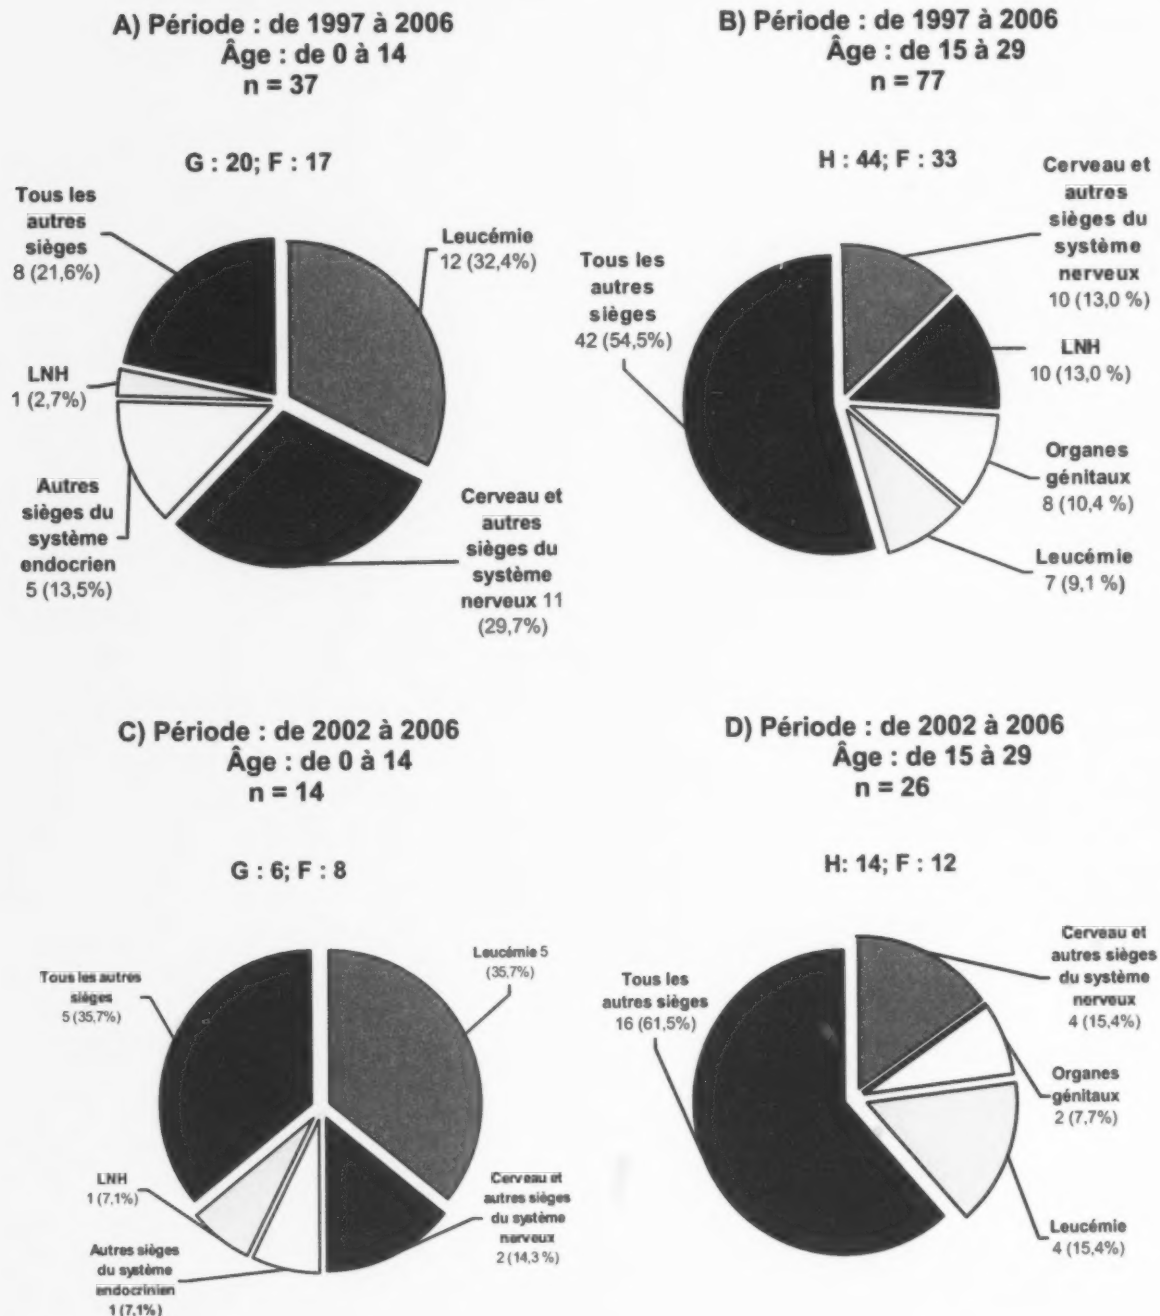 A) Période : de 1997 à 2006
Âge : de 0 à 14
n = 37
G : 20; F : 17
Tous les
autres
sièges
8 (21,6%)
Leucémie
12 (32,4%)
LNH
1 (2,7%)
Autres
sièges du
système
endocrien
5 (13,5%)
Cerveau et
autres
sièges du
système
nerveux 11
(29,7%)
B) Période : de 1997 à 2006
Âge : de 15 à 29
n = 77
H : 44; F : 33
Tous les
autres
sièges
42 (54,5%)
Cerveau et
autres
sièges du
système
nerveux
10 (13,0 %)
LNH
10 (13,0 %)
Organes
génitaux
8 (10,4 %)
Leucémie
7 (9,1 %)
C) Période : de 2002 à 2006
Âge : de 0 à 14
n = 14
G : 6; F : 8
Tous les autres
sièges
5 (35,7%)
Leucémie 5
(35,7%)
LNH
1 (7,1%)
Autres sièges
du système
endocrinien
1 (7,1%)
Cerveau et
autres sièges
du système
nerveux
2 (14,3 %)
D) Période : de 2002 à 2006
Âge : de 15 à 29
n = 26
H: 14; F : 12
Tous les
autres sièges
16 (61,5%)
Cerveau et
autres sièges
du système
nerveux
4 (15,4%)
Organes
génitaux
2 (7,7%)
Leucémie
4 (15,4%)